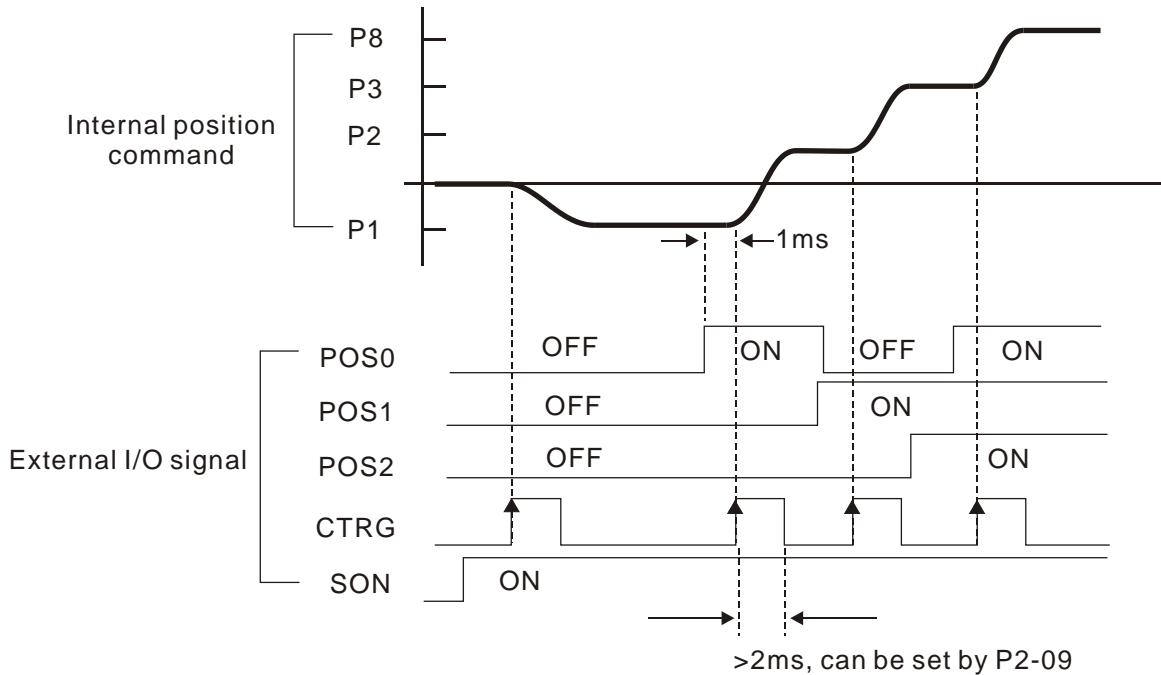 P8
P3
Internal position
command
P2
P1
1ms
POS0
OFF
ON
OFF
ON
POS1
OFF
ON
External I/O signal
POS2
OFF
ON
CTRG
SON
ON
>2ms, can be set by P2-09